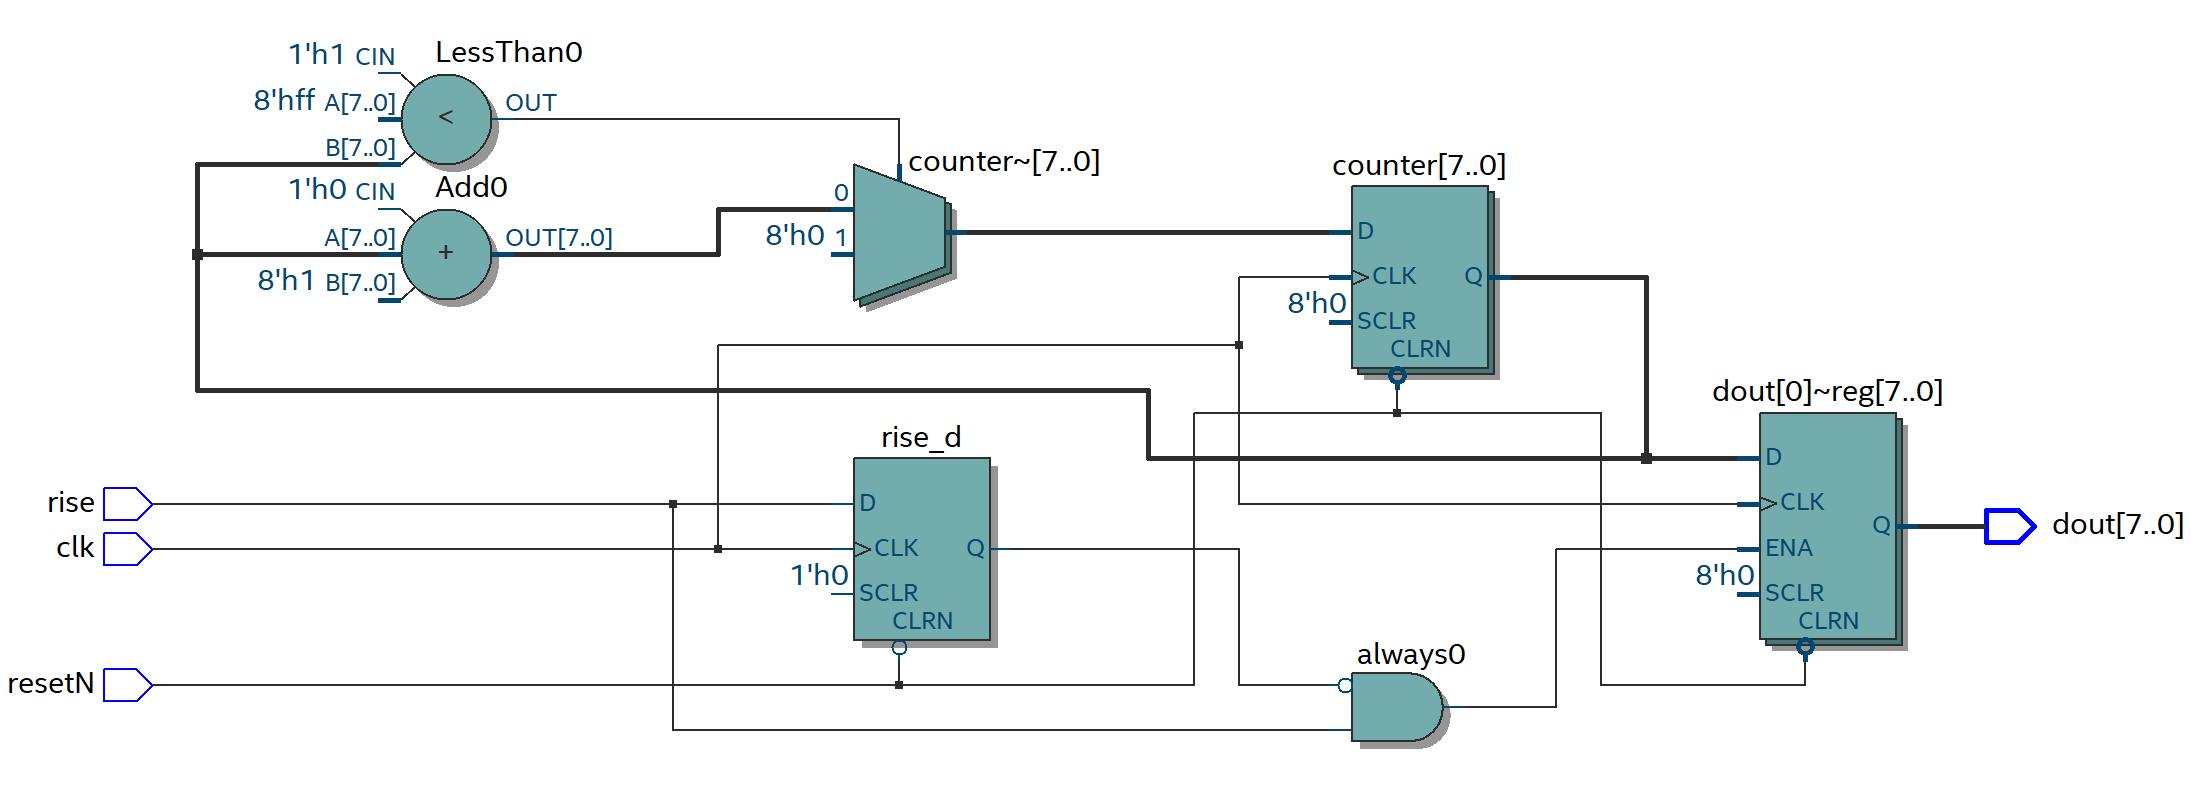 LessThan0
1'h1 CIN
8'hff A[7..0]
B[7..0]
<
OUT
Add0
1'h0 CIN
A[7..0]
8'h1 B[7..0]
+
OUT[7..0]
counter~[7..0]
0
8'h0 1
counter[7..0]
D
CLK
Q
8'h0
SCLR
CLRN
dout[0]~reg[7..0]
D
CLK
Q
ENA
8'h0
SCLR
CLRN
dout[7..0]
rise_d
rise
D
clk
CLK
Q
1'h0
SCLR
CLRN
resetN
always0